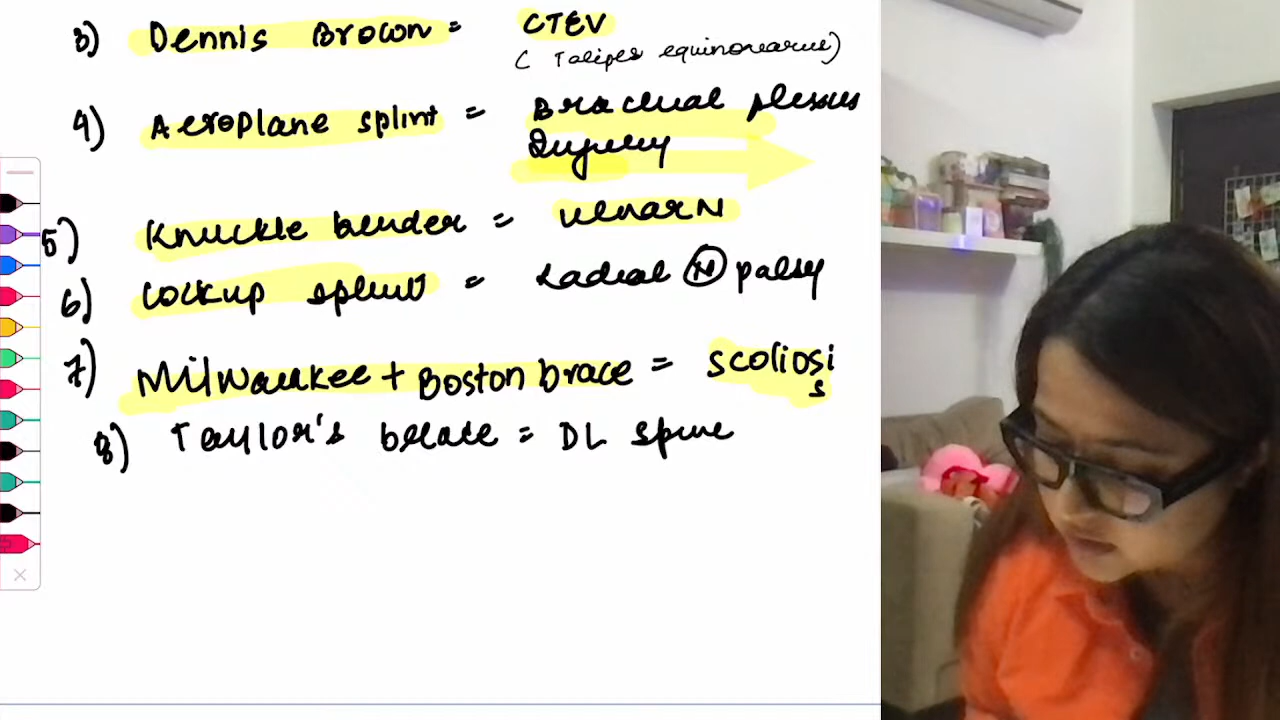 3) Dennis Brown = CTEV
( Talipes equinovarus)
4) Aeroplane splint = Brachial plexus
Injury
5) Knuckle bender = ulnar N
6) Cockup splint = radial N palsy
7) Milwaukee + Boston brace = scoliosi
s
8) Taylor's brace = DL spine